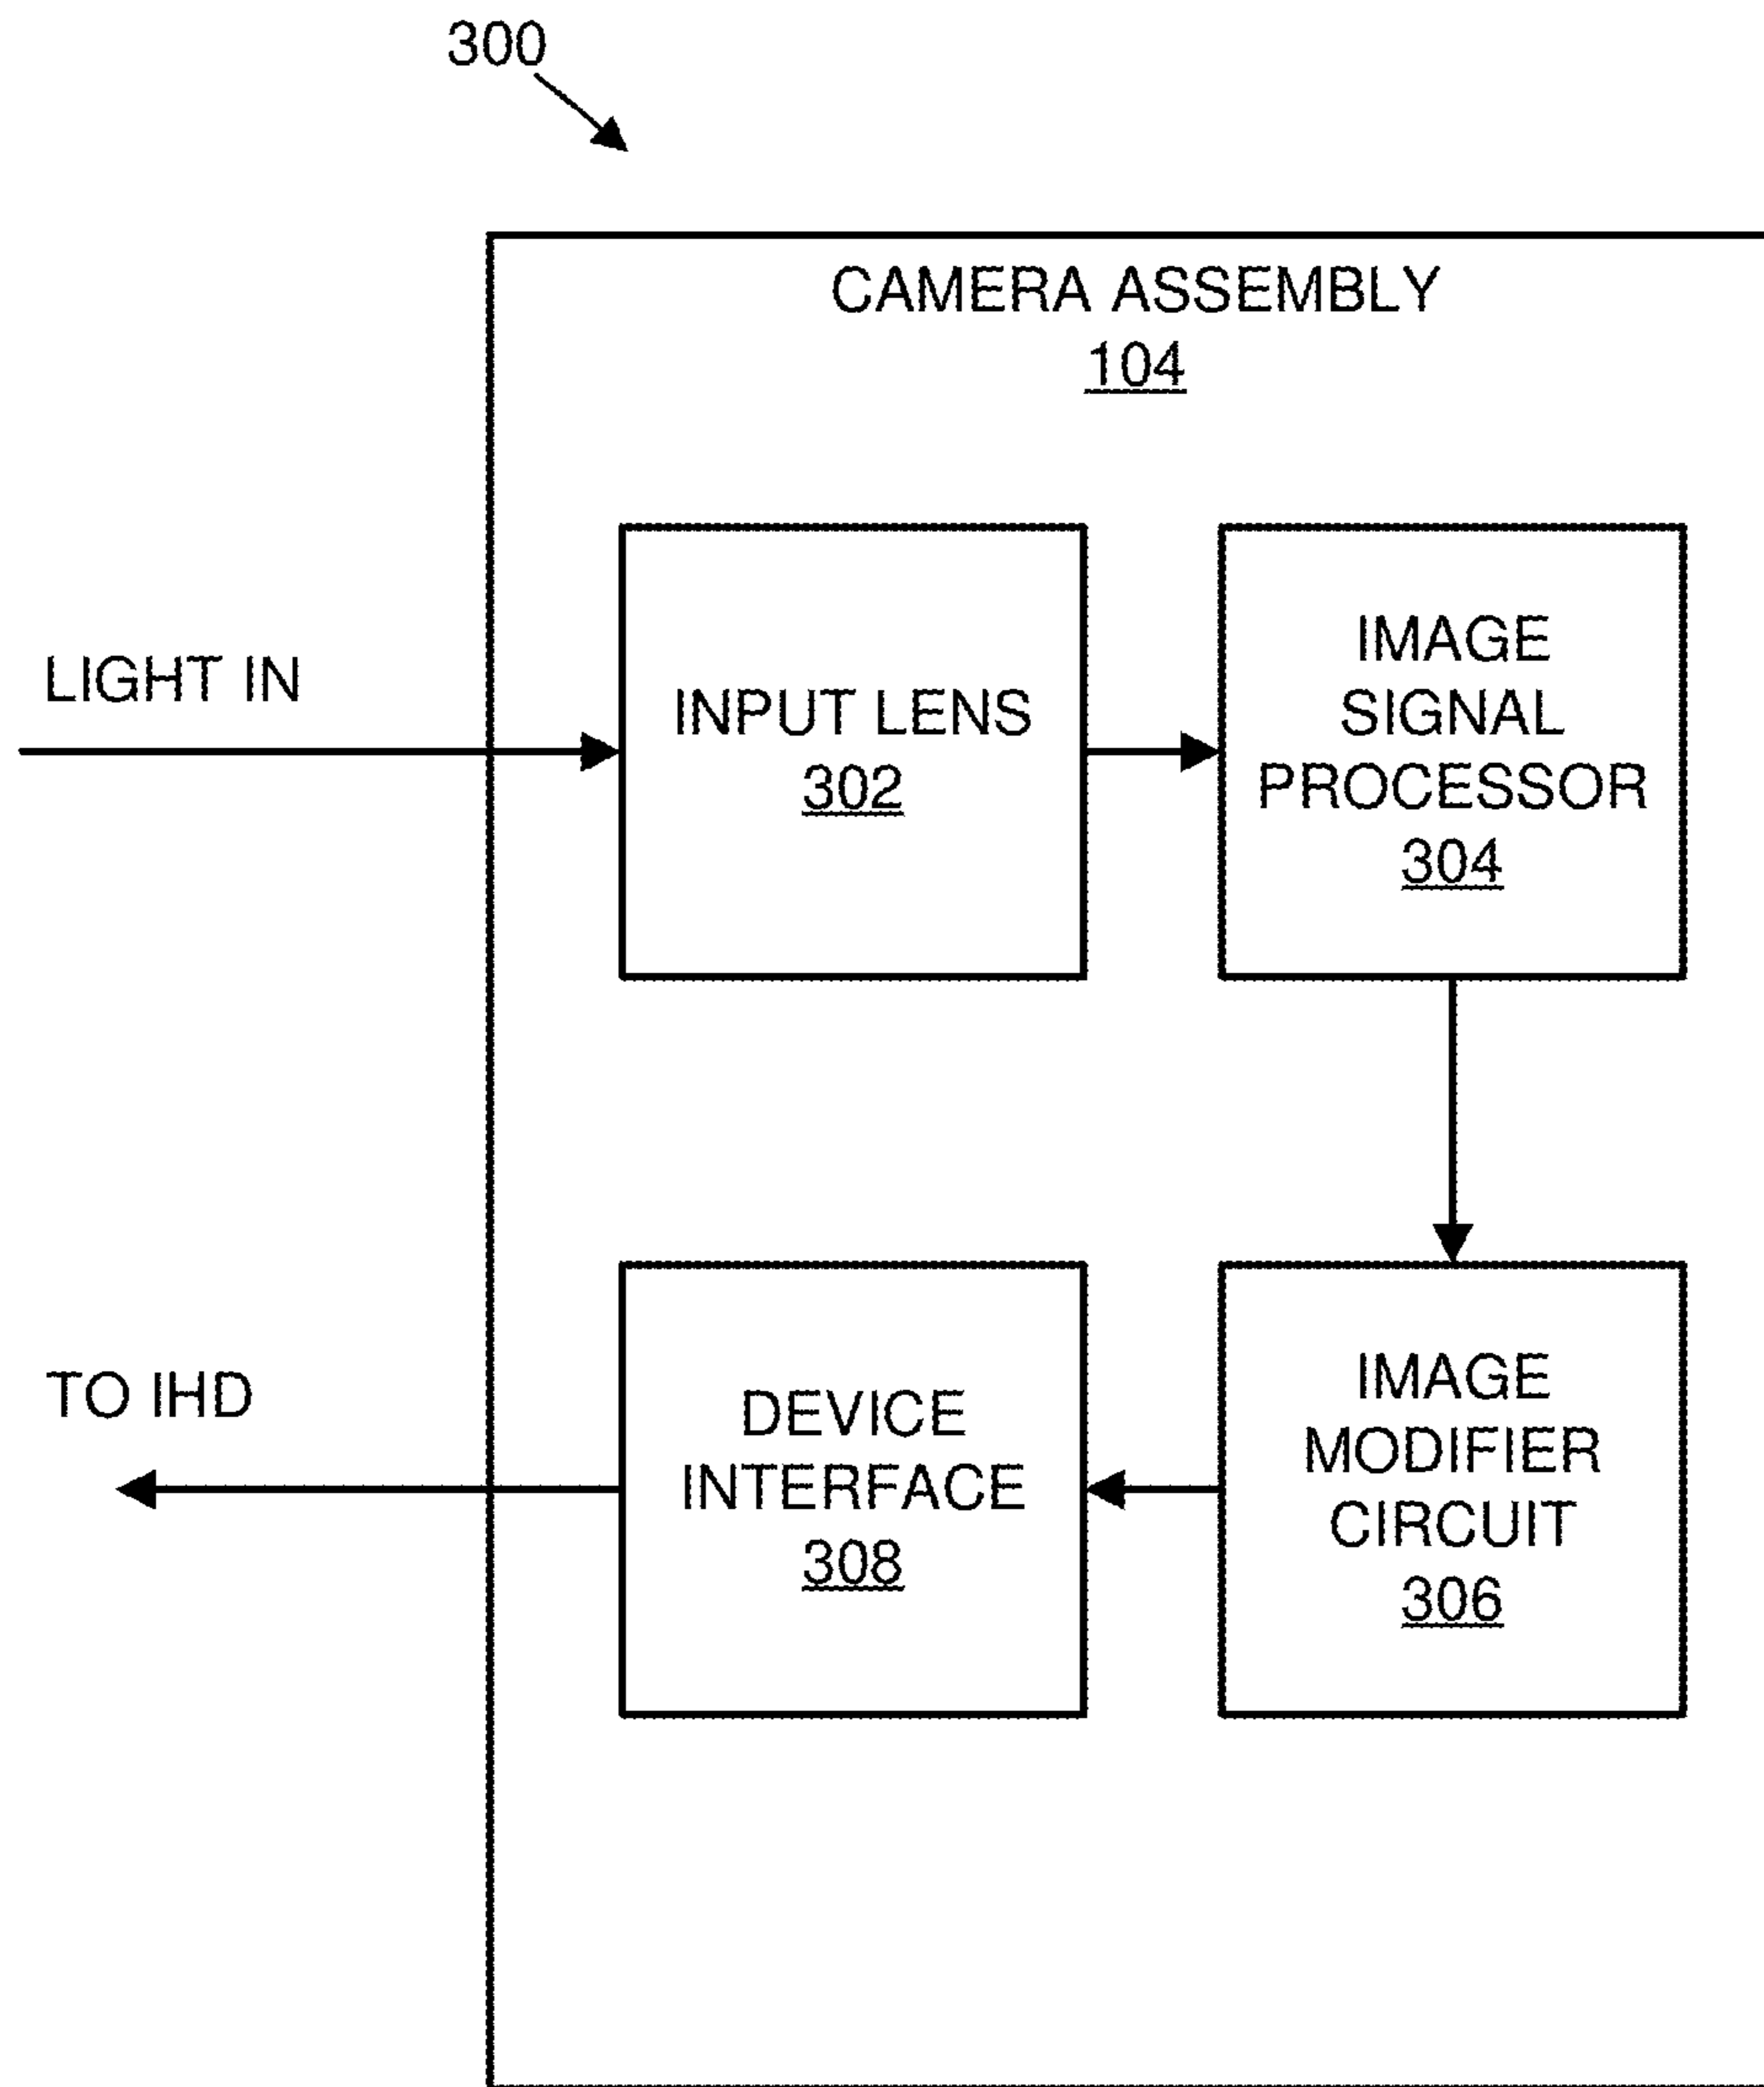 300
CAMERA ASSEMBLY
104
LIGHT IN
INPUT LENS
302
IMAGE
SIGNAL
PROCESSOR
304
TO IHD
DEVICE
INTERFACE
308
IMAGE
MODIFIER
CIRCUIT
306